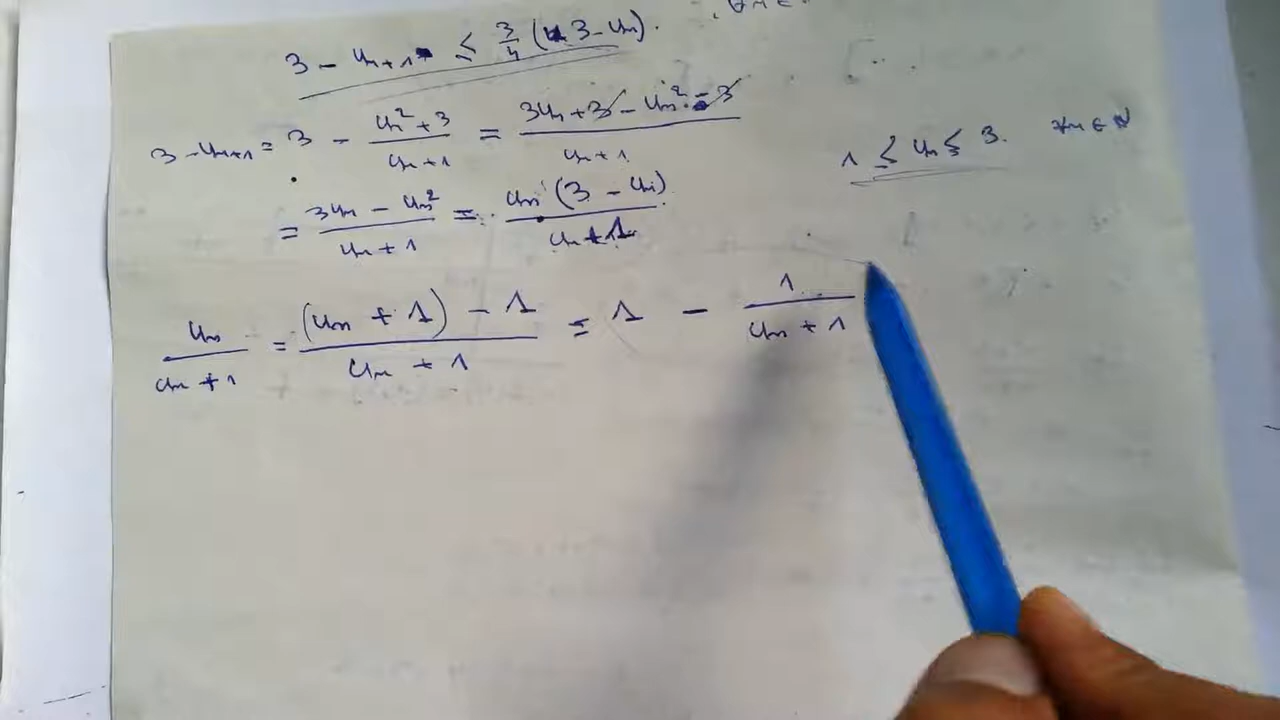 3 - uₙ₊₁ ≤ 3/4 (3 - uₙ).
3 - uₙ₊₁ = 3 - (uₙ² + 3)/(uₙ + 1) = (3uₙ + 3 - uₙ² - 3)/(uₙ + 1)
1 ≤ uₙ ≤ 3. ∀n ∈ ℕ
= (3uₙ - uₙ²)/(uₙ + 1) = uₙ(3 - uₙ)/(uₙ + 1)
uₙ/(uₙ + 1) = ((uₙ + 1) - 1)/(uₙ + 1) = 1 - 1/(uₙ + 1)